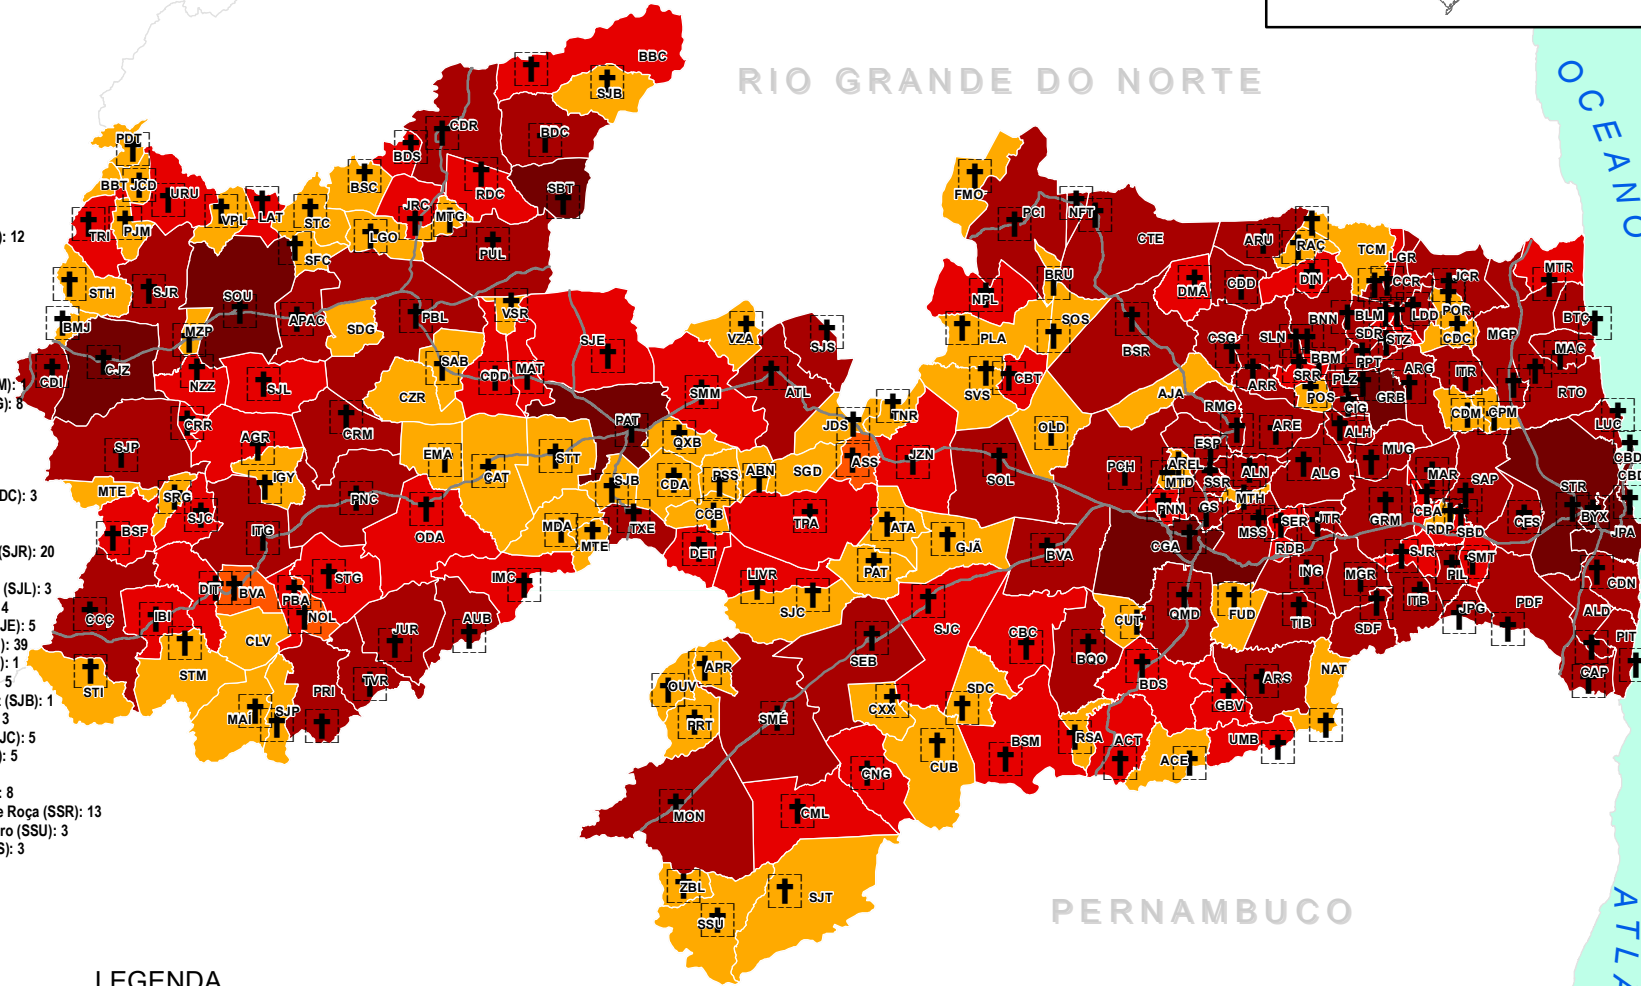 RIO GRANDE DO NORTE
OCEANO
ATLA
PERNAMBUCO
LEGENDA
): 12
M): 1
G): 8
DC): 3
(SJR): 20
(SJL): 3
4
JE): 5
): 39
): 1
5
(SJB): 1
3
JC): 5
): 5
: 8
e Roça (SSR): 13
ro (SSU): 3
S): 3
BBC
SJB
CDR
BDC
BDS
SBT
RDC
PDT
BBT
JCD
URU
BSC
JRC
MTG
TRI
PJM
VPL
LAT
STC
LGO
PUL
SFC
STH
SJR
SOU
BMJ
MZP
APAC
SDG
PBL
VSR
SJE
VZA
SJS
CDI
CJZ
NZZ
SJL
SAB
CDD
MAT
CZR
SMM
ATL
CRR
CRM
PAT
JDS
TNR
SJP
AGR
EMA
CAT
STT
QXB
IGY
PSS
ABN
SGD
ASS
JZN
MTE
SRG
SJC
PNC
SJB
CDA
CCB
BSF
ITG
ODA
MDA
MTE
TXE
TPA
ATA
DET
PAT
GJÃ
CCC
IBI
DIT
BVA
PBA
STG
NOL
IMC
LIVR
SJC
CLV
JUR
AUB
STI
STM
PRI
TVR
MAÍ
SJP
APR
OUV
PRT
SEB
SMÉ
CXX
SDC
CUB
CNG
MON
CML
ZBL
SSU
SJT
FMO
PCI
NFT
CTE
ARU
RAC
TCM
LGR
NPL
BRU
DMÁ
CDD
DIN
CCR
JCR
MTR
PLA
SOS
BSR
CSG
SLN
BNN
BLM
LDD
POR
BTC
SDR
STZ
CDC
MGP
MAC
SVS
CBT
AJA
ARR
BBM
PPT
SRR
PLZ
ARG
ITR
RTO
POS
CIG
GRB
CDM
CPM
LUC
OLD
RMG
ARE
ALH
ESP
MUG
CBD
SOL
PCH
AREL
MTD
SSR
ALN
ALG
MAR
SAP
CBD
PNN
GS
MTH
STR
BYX
MSS
SER
JTR
GRM
CBA
RDP
SBD
CES
JPA
BVA
CGA
RDB
ING
MGR
SJR
PIL
SMT
CDN
SJC
CBC
CUT
QMD
FUD
TIB
SDF
ITB
JPG
PDF
ALD
BQO
BDS
ARS
NAT
PIT
CAP
GBV
BSM
RSA
ACT
ACE
UMB